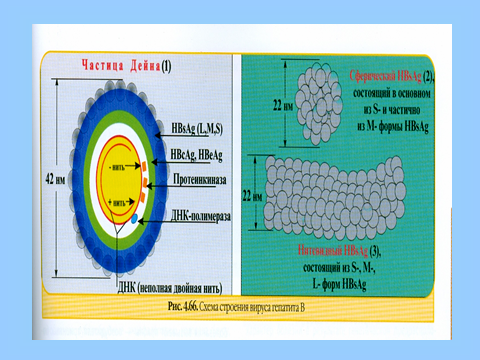 Частица Дейна (1)
HBsAg (L,M,S)
HBcAg, HBeAg
Протеинкиназа
ДНК-полимераза
- нить
+ нить
42 нм
ДНК (неполная двойная нить)
22 нм
Сферический HBsAg (2),
состоящий в основном
из S- и частично
из M- формы HBsAg
22 нм
Нитевидный HBsAg (3),
состоящий из S-, M-,
L- форм HBsAg
Рис. 4.66. Схема строения вируса гепатита В